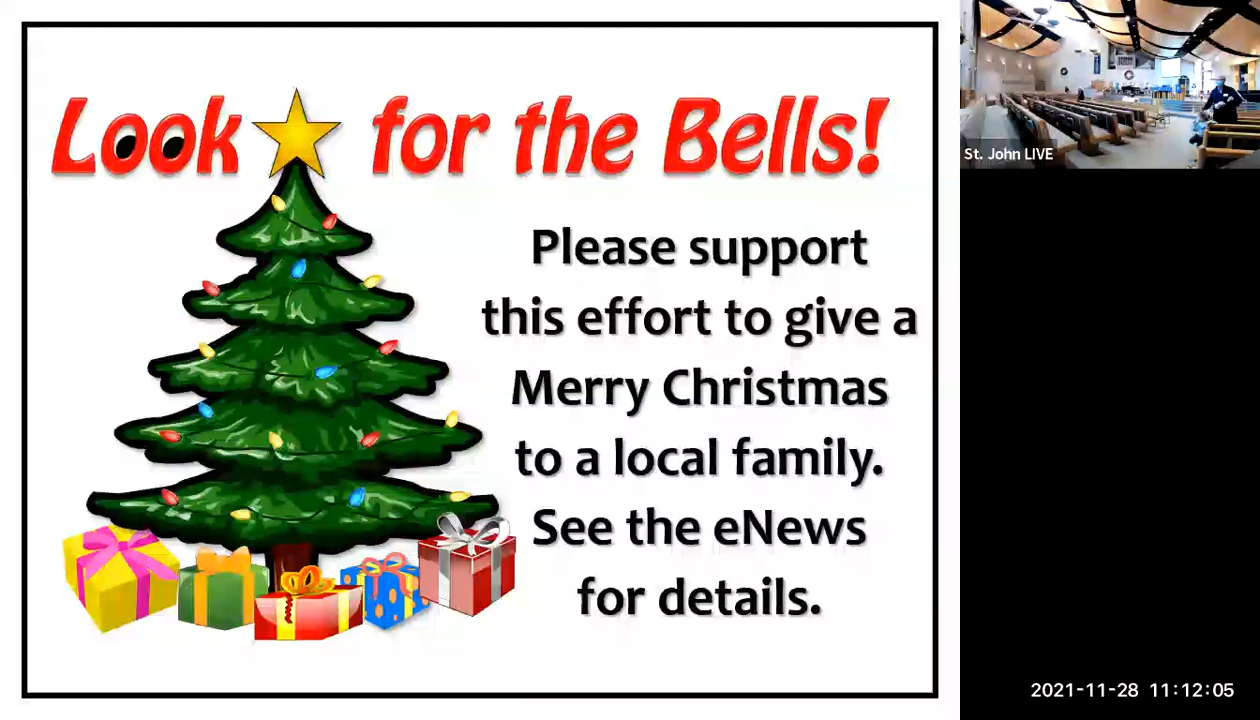 Look for the Bells!
Please support
this effort to give a
Merry Christmas
to a local family.
See the eNews
for details.
St. John LIVE
2021-11-28 11:12:05